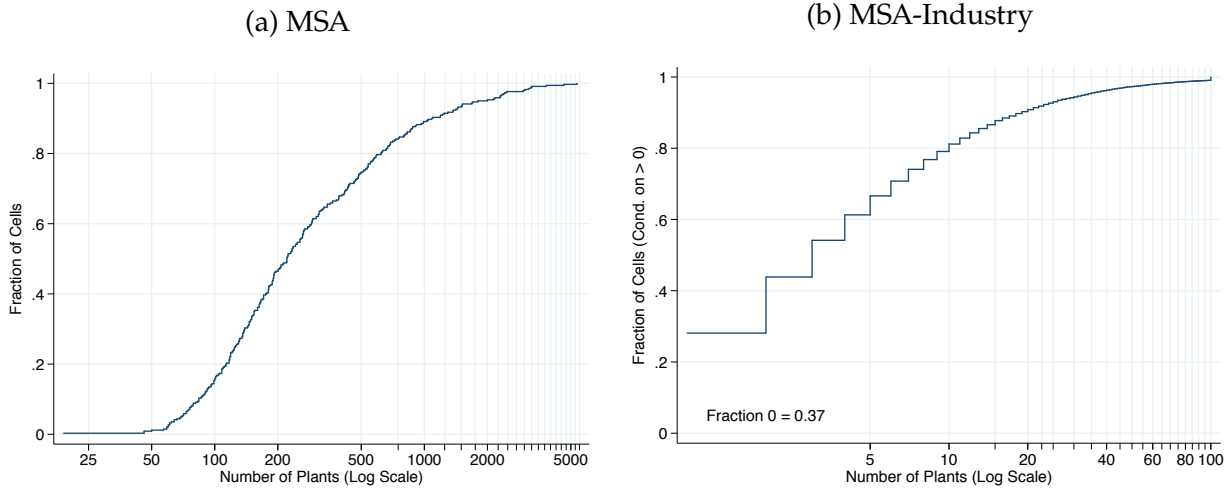 (a) MSA
1
.8
.6
.4
.2
0
Fraction of Cells
25 50 100 200 500 1000 2000 5000
Number of Plants (Log Scale)
(b) MSA-Industry
1
.8
.6
.4
.2
0
Fraction of Cells (Cond. on > 0)
Fraction 0 = 0.37
5 10 20 40 60 80 100
Number of Plants (Log Scale)